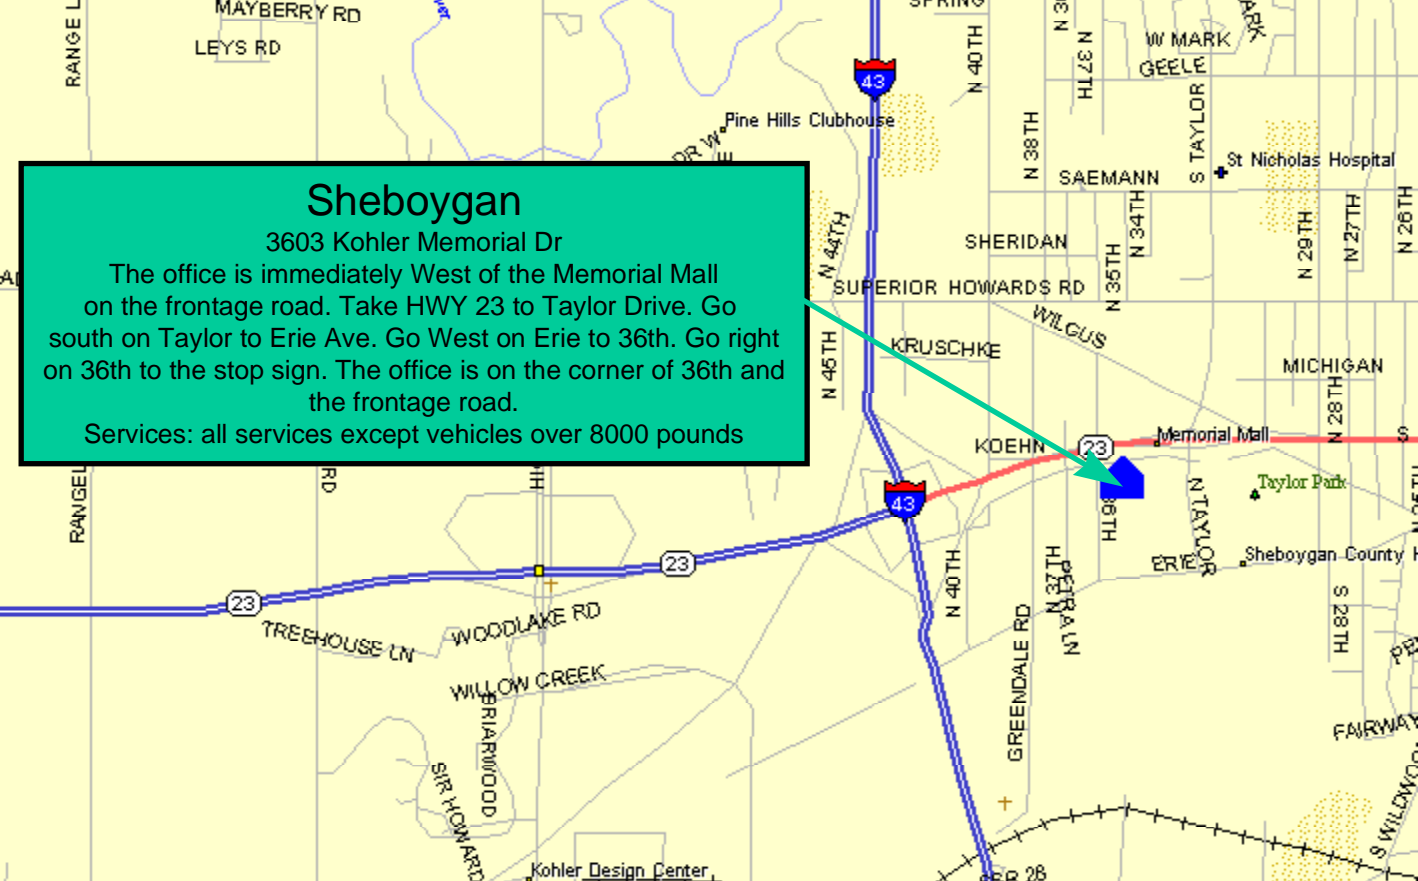 MAYBERRY RD
SPRING
LEYS RD
W MARK
GEELE
RANGE L
N 40TH
N 37TH
43
Pine Hills Clubhouse
DR W
N 38TH
S TAYLOR
St Nicholas Hospital
SAEMANN
Sheboygan
3603 Kohler Memorial Dr
The office is immediately West of the Memorial Mall
on the frontage road. Take HWY 23 to Taylor Drive. Go
south on Taylor to Erie Ave. Go West on Erie to 36th. Go right
on 36th to the stop sign. The office is on the corner of 36th and
the frontage road.
Services: all services except vehicles over 8000 pounds
N 44TH
SHERIDAN
N 34TH
N 35TH
N 29TH
N 27TH
N 26TH
SUPERIOR HOWARDS RD
WILGUS
KRUSCHKE
N 45TH
MICHIGAN
N 28TH
KOEHN
23
Memorial Mall
S
RANGEL
RD
43
36TH
N TAYLOR
Taylor Park
23
23
N 40TH
N 37TH
PETRA LN
ERIE
Sheboygan County H
S 28TH
TREEHOUSE LN
WOODLAKE RD
WILLOW CREEK
BRIARWOOD
GREENDALE RD
FAIRWAY
SIR HOWARD
S WILDWOO
Kohler Design Center